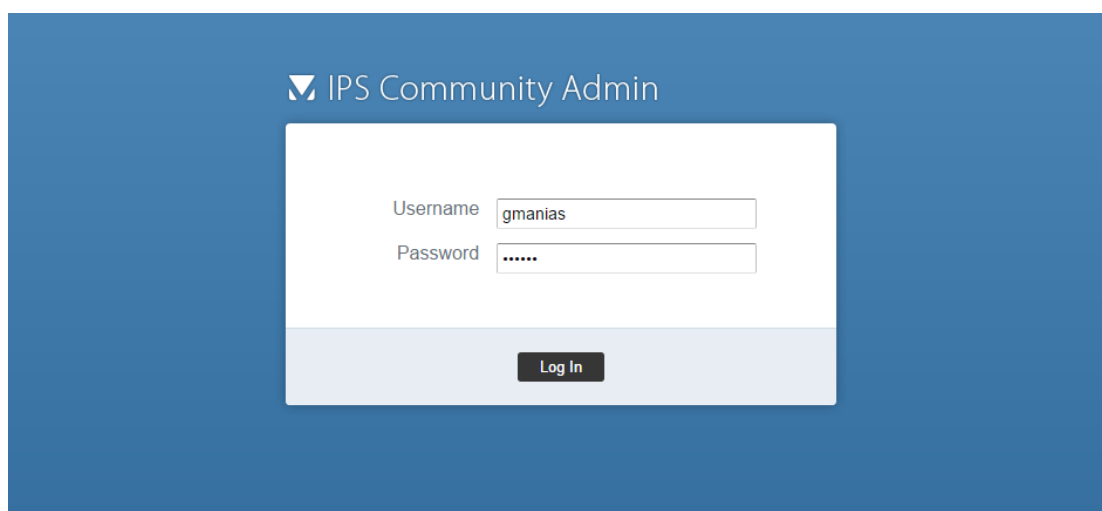 IPS Community Admin
Username gmanias
Password ••••••
Log In